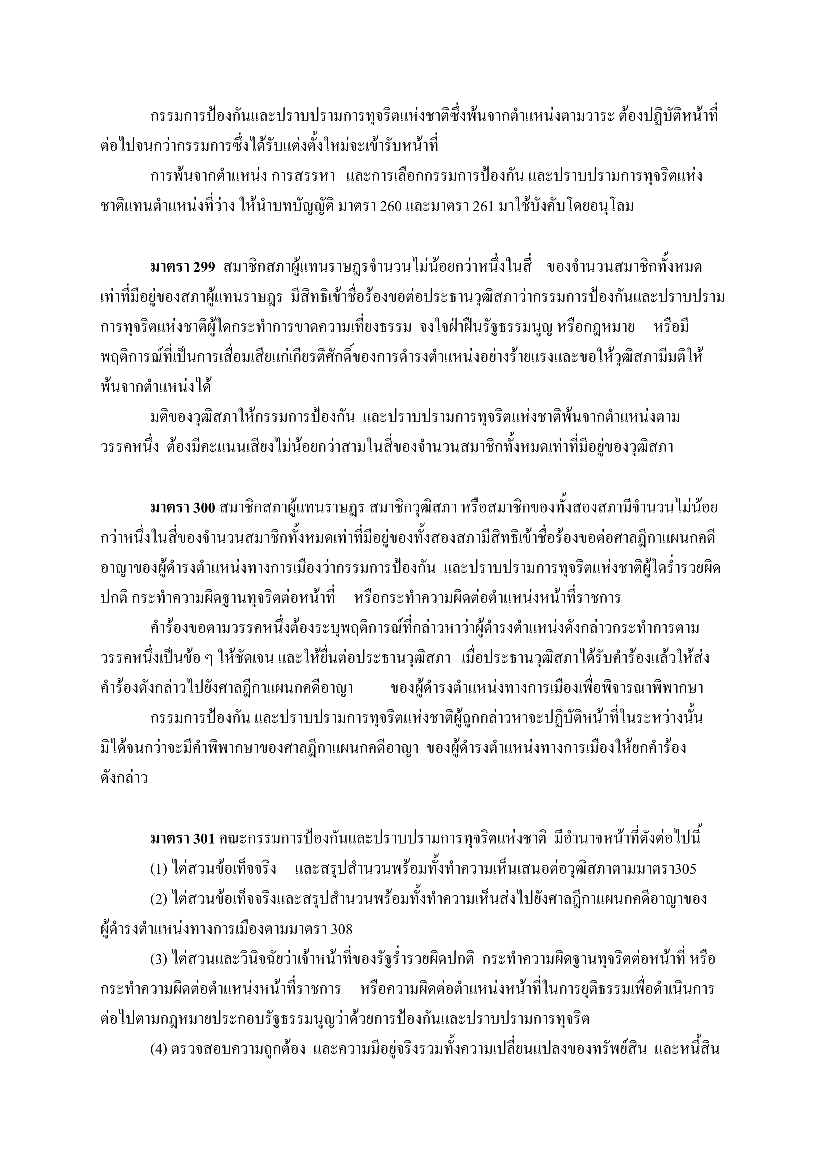 กรรมการป้องกันและปราบปรามการทุจริตแห่งชาติซึ่งพ้นจากตำแหน่งตามวาระ ต้องปฏิบัติหน้าที่
ต่อไปจนกว่ากรรมการซึ่งได้รับแต่งตั้งใหม่จะเข้ารับหน้าที่
การพ้นจากตำแหน่ง การสรรหา และการเลือกกรรมการป้องกัน และปราบปรามการทุจริตแห่ง
ชาติแทนตำแหน่งที่ว่าง ให้นำบทบัญญัติ มาตรา 260 และมาตรา 261 มาใช้บังคับโดยอนุโลม
มาตรา 299 สมาชิกสภาผู้แทนราษฎรจำนวนไม่น้อยกว่าหนึ่งในสี่ ของจำนวนสมาชิกทั้งหมด
เท่าที่มีอยู่ของสภาผู้แทนราษฎร มีสิทธิเข้าชื่อร้องขอต่อประธานวุฒิสภาว่ากรรมการป้องกันและปราบปราม
การทุจริตแห่งชาติผู้ใดกระทำการขาดความเที่ยงธรรม จงใจฝ่าฝืนรัฐธรรมนูญ หรือกฎหมาย หรือมี
พฤติการณ์ที่เป็นการเสื่อมเสียแก่เกียรติศักดิ์ของการดำรงตำแหน่งอย่างร้ายแรงและขอให้วุฒิสภามีมติให้
พ้นจากตำแหน่งได้
มติของวุฒิสภาให้กรรมการป้องกัน และปราบปรามการทุจริตแห่งชาติพ้นจากตำแหน่งตาม
วรรคหนึ่ง ต้องมีคะแนนเสียงไม่น้อยกว่าสามในสี่ของจำนวนสมาชิกทั้งหมดเท่าที่มีอยู่ของวุฒิสภา
มาตรา 300 สมาชิกสภาผู้แทนราษฎร สมาชิกวุฒิสภา หรือสมาชิกของทั้งสองสภามีจำนวนไม่น้อย
กว่าหนึ่งในสี่ของจำนวนสมาชิกทั้งหมดเท่าที่มีอยู่ของทั้งสองสภามีสิทธิเข้าชื่อร้องขอต่อศาลฎีกาแผนกคดี
อาญาของผู้ดำรงตำแหน่งทางการเมืองว่ากรรมการป้องกัน และปราบปรามการทุจริตแห่งชาติผู้ใดร่ำรวยผิด
ปกติ กระทำความผิดฐานทุจริตต่อหน้าที่ หรือกระทำความผิดต่อตำแหน่งหน้าที่ราชการ
คำร้องขอตามวรรคหนึ่งต้องระบุพฤติการณ์ที่กล่าวหาว่าผู้ดำรงตำแหน่งดังกล่าวกระทำการตาม
วรรคหนึ่งเป็นข้อ ๆ ให้ชัดเจน และให้ยื่นต่อประธานวุฒิสภา เมื่อประธานวุฒิสภาได้รับคำร้องแล้วให้ส่ง
คำร้องดังกล่าวไปยังศาลฎีกาแผนกคดีอาญา ของผู้ดำรงตำแหน่งทางการเมืองเพื่อพิจารณาพิพากษา
กรรมการป้องกัน และปราบปรามการทุจริตแห่งชาติผู้ถูกกล่าวหาจะปฏิบัติหน้าที่ในระหว่างนั้น
มิได้จนกว่าจะมีคำพิพากษาของศาลฎีกาแผนกคดีอาญา ของผู้ดำรงตำแหน่งทางการเมืองให้ยกคำร้อง
ดังกล่าว
มาตรา 301 คณะกรรมการป้องกันและปราบปรามการทุจริตแห่งชาติ มีอำนาจหน้าที่ดังต่อไปนี้
(1) ไต่สวนข้อเท็จจริง และสรุปสำนวนพร้อมทั้งทำความเห็นเสนอต่อวุฒิสภาตามมาตรา305
(2) ไต่สวนข้อเท็จจริงและสรุปสำนวนพร้อมทั้งทำความเห็นส่งไปยังศาลฎีกาแผนกคดีอาญาของ
ผู้ดำรงตำแหน่งทางการเมืองตามมาตรา 308
(3) ไต่สวนและวินิจฉัยว่าเจ้าหน้าที่ของรัฐร่ำรวยผิดปกติ กระทำความผิดฐานทุจริตต่อหน้าที่ หรือ
กระทำความผิดต่อตำแหน่งหน้าที่ราชการ หรือความผิดต่อตำแหน่งหน้าที่ในการยุติธรรมเพื่อดำเนินการ
ต่อไปตามกฎหมายประกอบรัฐธรรมนูญว่าด้วยการป้องกันและปราบปรามการทุจริต
(4) ตรวจสอบความถูกต้อง และความมีอยู่จริงรวมทั้งความเปลี่ยนแปลงของทรัพย์สิน และหนี้สิน